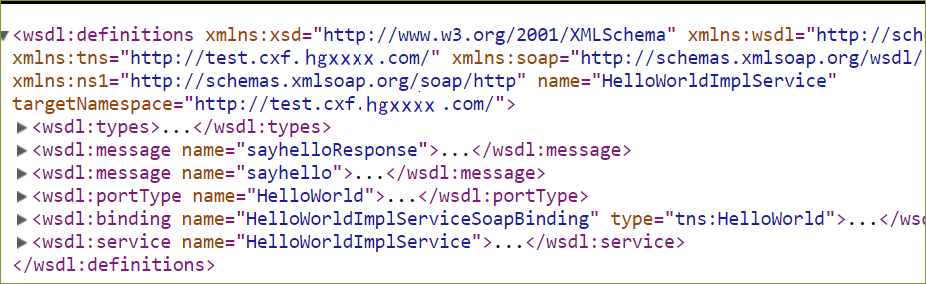 <wsdl:definitions xmlns:xsd="http://www.w3.org/2001/XMLSchema" xmlns:wsdl="http://sch
xmlns:tns="http://test.cxf.hgxxxx.com/" xmlns:soap="http://schemas.xmlsoap.org/wsdl/
xmlns:ns1="http://schemas.xmlsoap.org/soap/http" name="HelloWorldImplService"
targetNamespace="http://test.cxf.hgxxxx.com/">
<wsdl:types>...</wsdl:types>
<wsdl:message name="sayhelloResponse">...</wsdl:message>
<wsdl:message name="sayhello">...</wsdl:message>
<wsdl:portType name="HelloWorld">...</wsdl:portType>
<wsdl:binding name="HelloWorldImplServiceSoapBinding" type="tns:HelloWorld">...</wsd
<wsdl:service name="HelloWorldImplService">...</wsdl:service>
</wsdl:definitions>